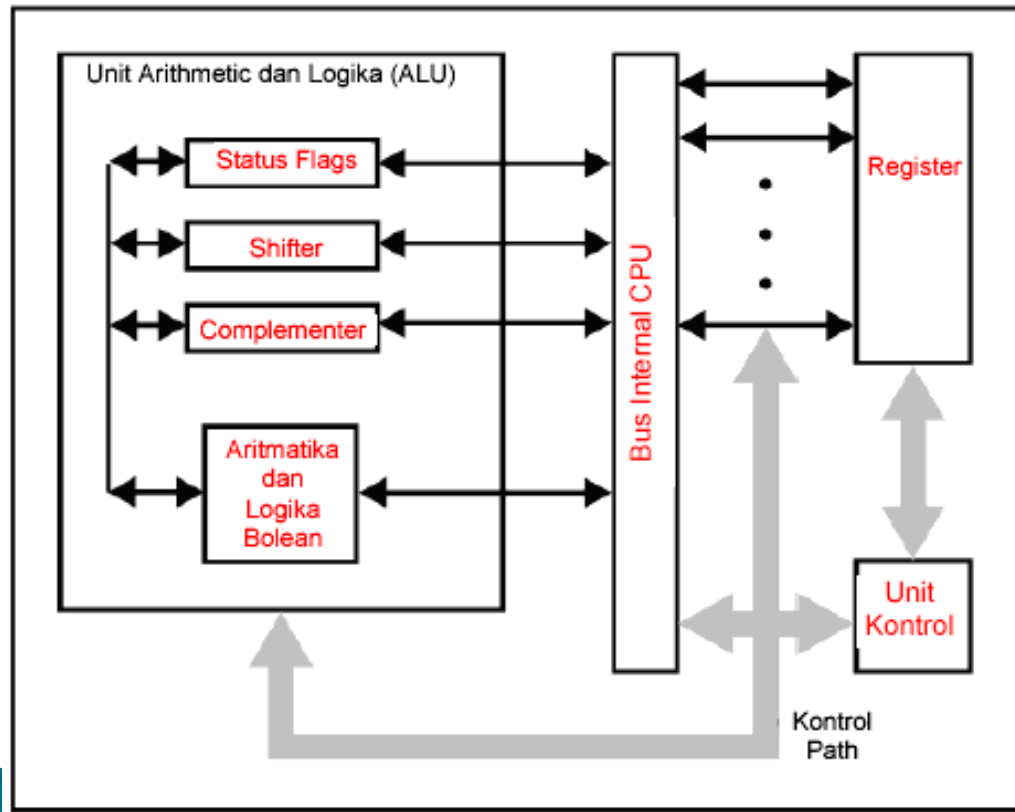 Unit Arithmetic dan Logika (ALU)
Status Flags
Shifter
Complementer
Aritmatika
dan
Logika
Bolean
Bus Internal CPU
Register
Unit
Kontrol
Kontrol
Path